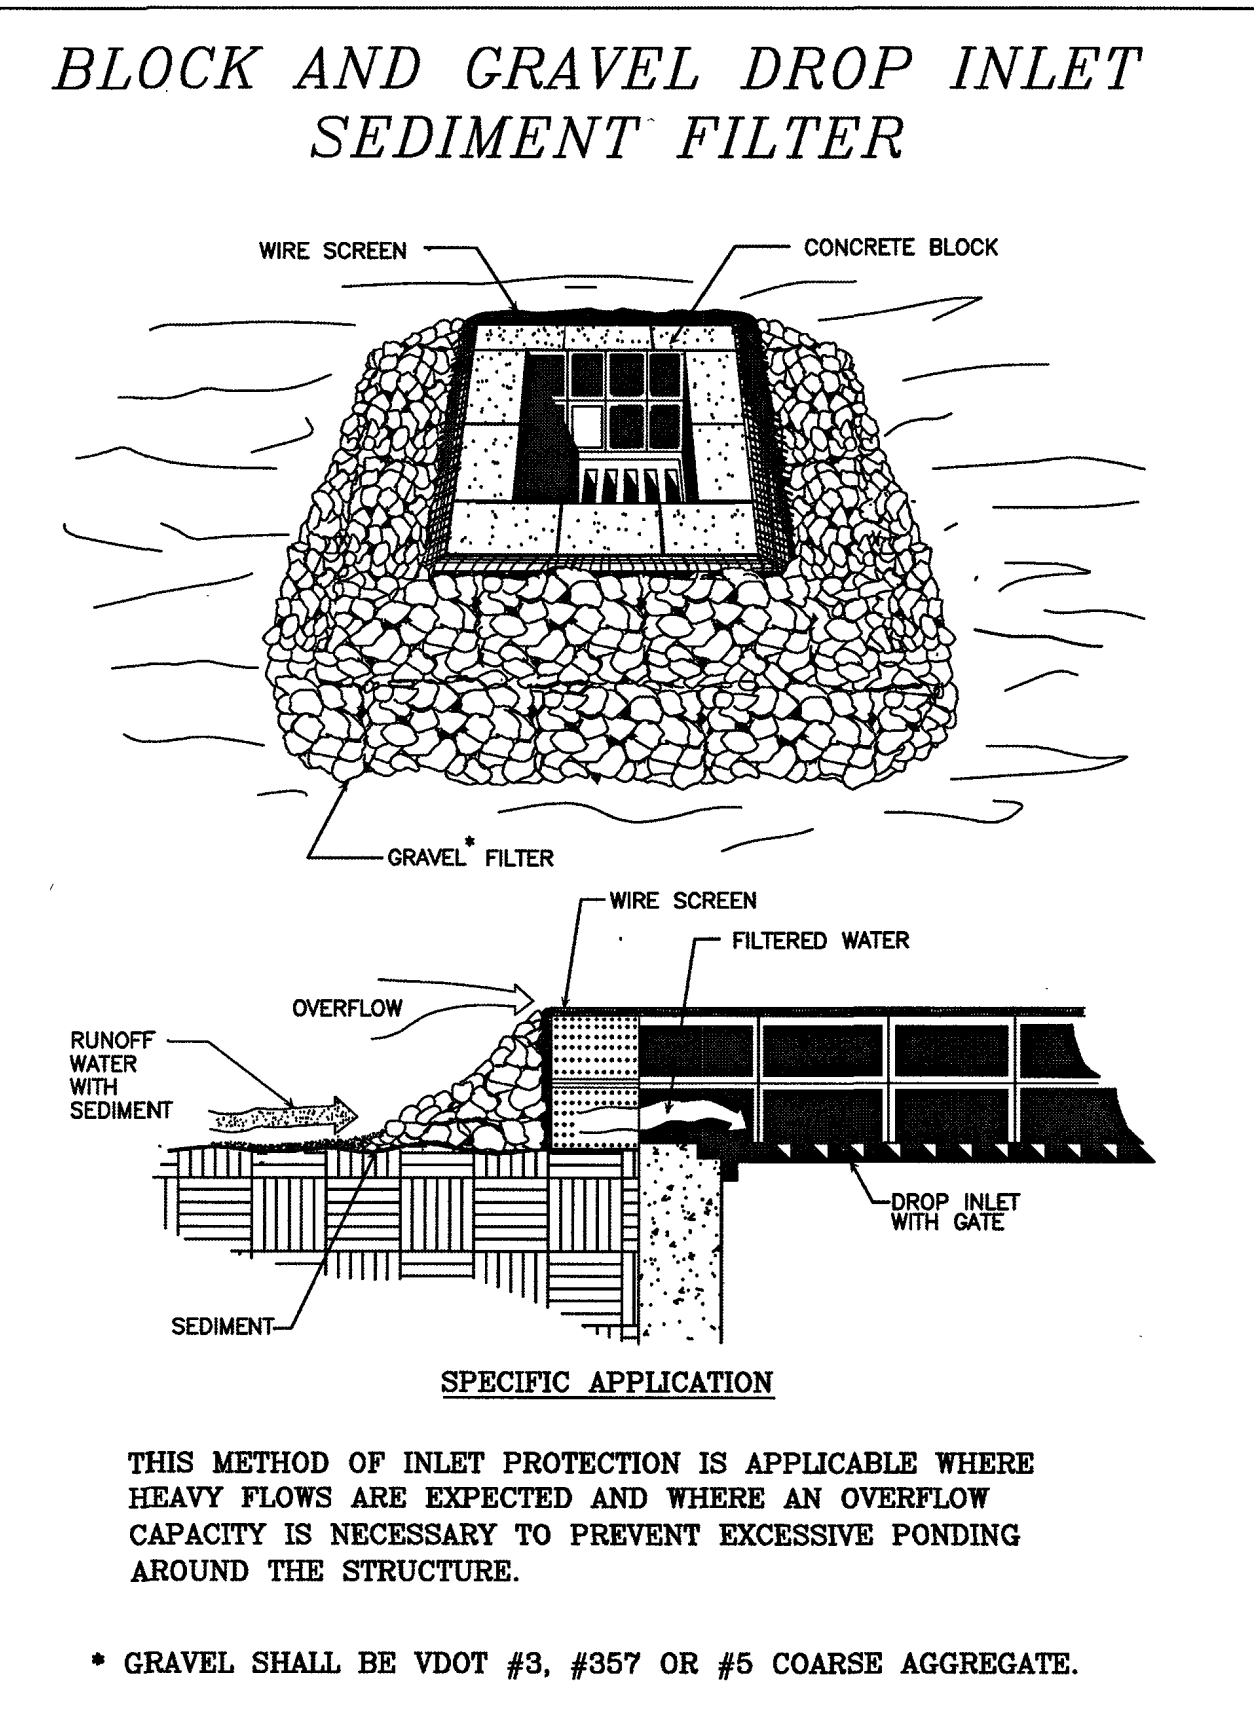 BLOCK AND GRAVEL DROP INLET
SEDIMENT FILTER
WIRE SCREEN
CONCRETE BLOCK
GRAVEL* FILTER
WIRE SCREEN
FILTERED WATER
OVERFLOW
RUNOFF
WATER
WITH
SEDIMENT
DROP INLET
WITH GATE
SEDIMENT
SPECIFIC APPLICATION
THIS METHOD OF INLET PROTECTION IS APPLICABLE WHERE
HEAVY FLOWS ARE EXPECTED AND WHERE AN OVERFLOW
CAPACITY IS NECESSARY TO PREVENT EXCESSIVE PONDING
AROUND THE STRUCTURE.
* GRAVEL SHALL BE VDOT #3, #357 OR #5 COARSE AGGREGATE.